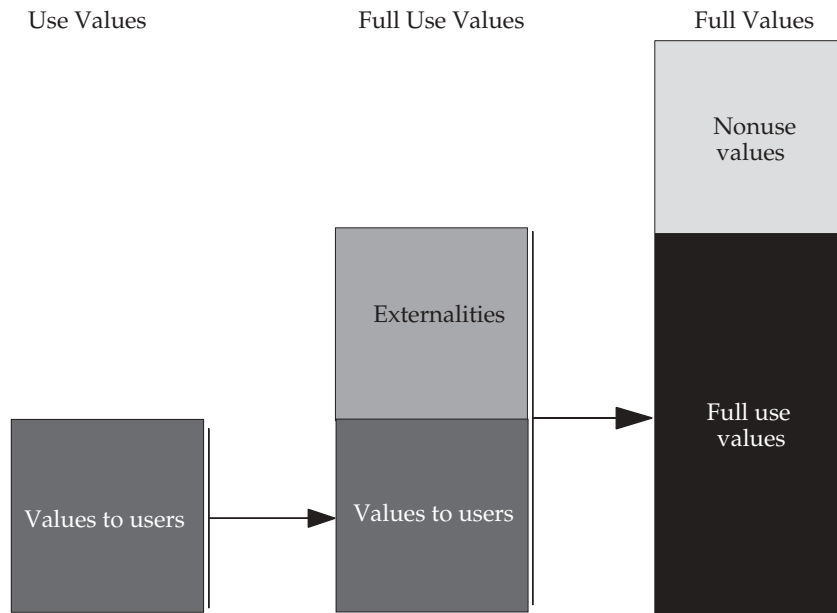 Use Values
Full Use Values
Full Values
Nonuse
values
Externalities
Full use
values
Values to users
Values to users